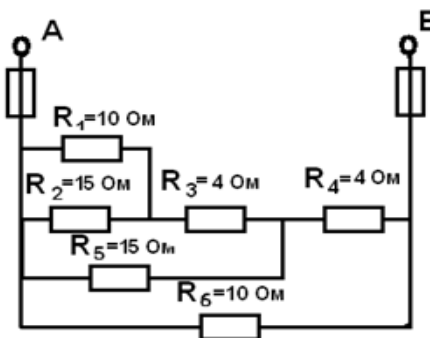 A
B
R₁=10 Ом
R₂=15 Ом
R₃=4 Ом
R₄=4 Ом
R₅=15 Ом
R₆=10 Ом